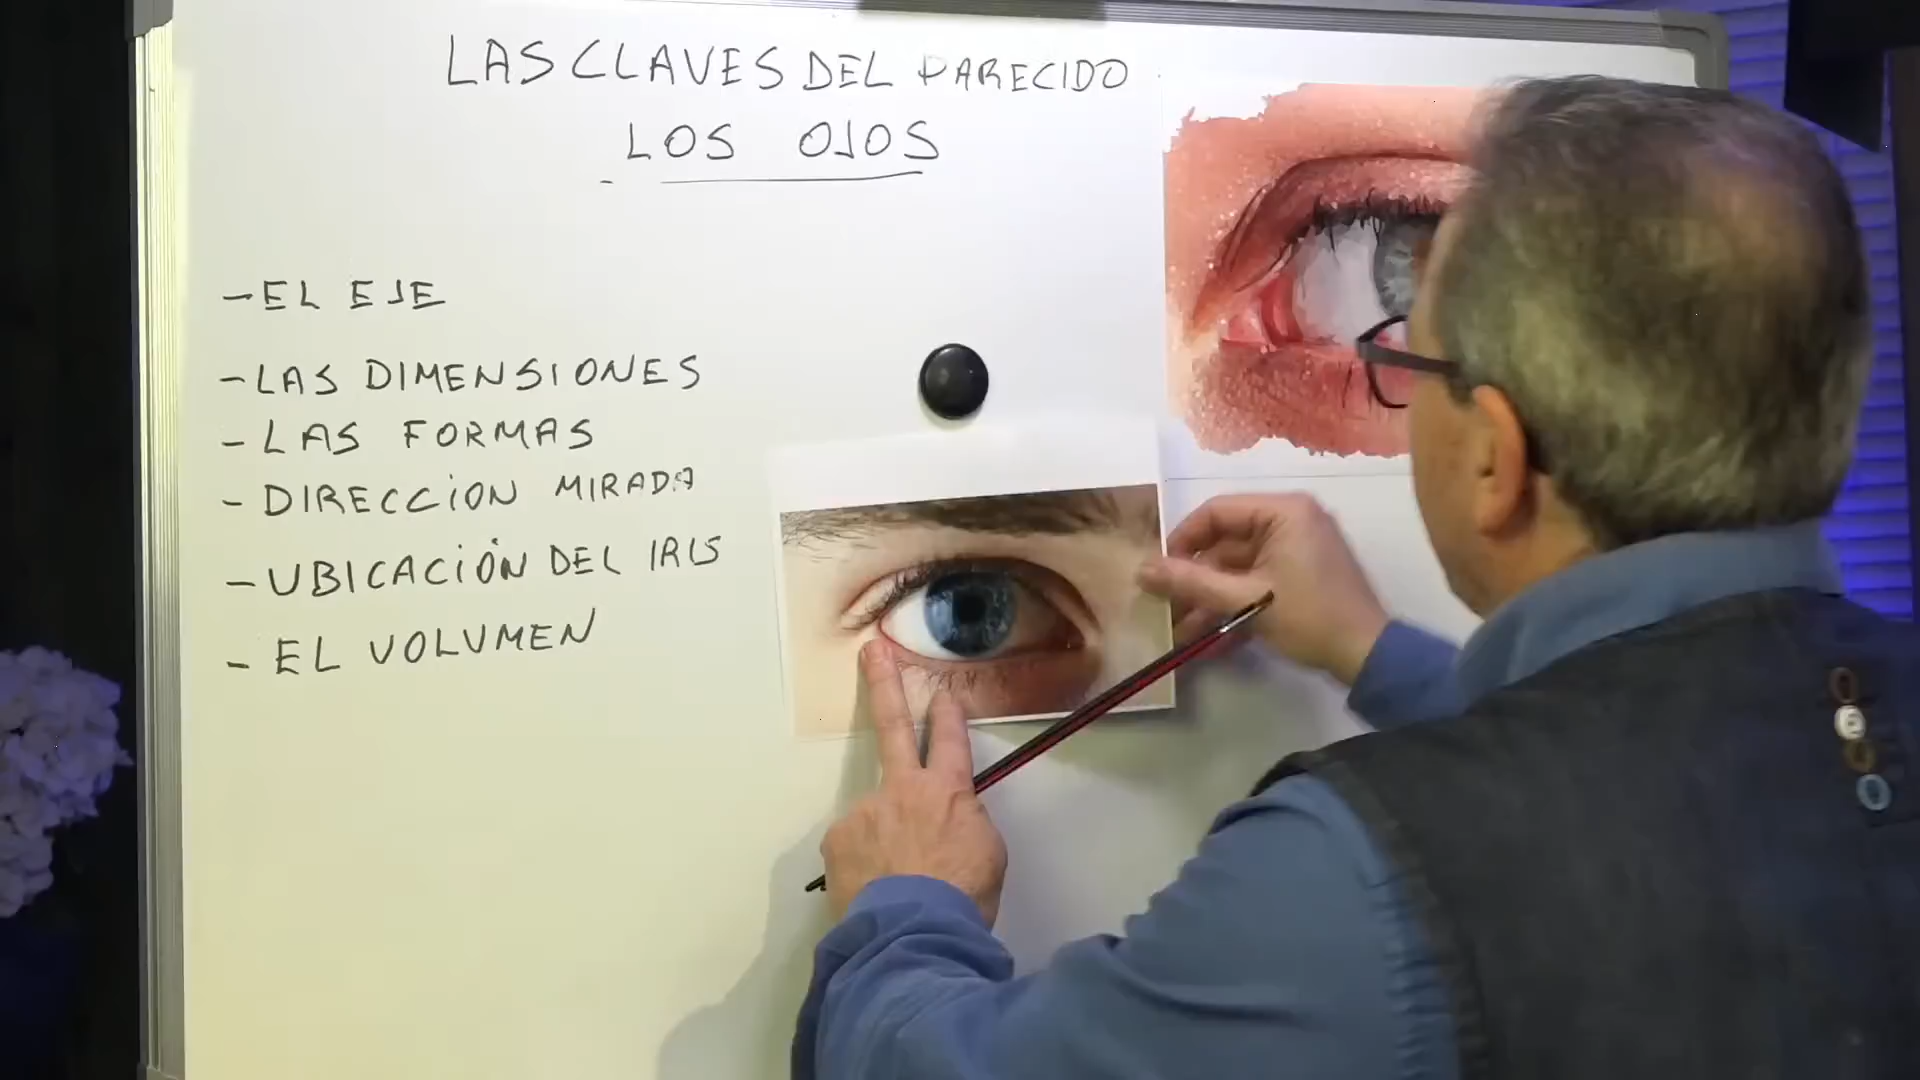 LAS CLAVES DEL PARECIDO
LOS OJOS
- EL EJE
- LAS DIMENSIONES
- LAS FORMAS
- DIRECCION MIRADA
- UBICACIÓN DEL IRIS
- EL VOLUMEN